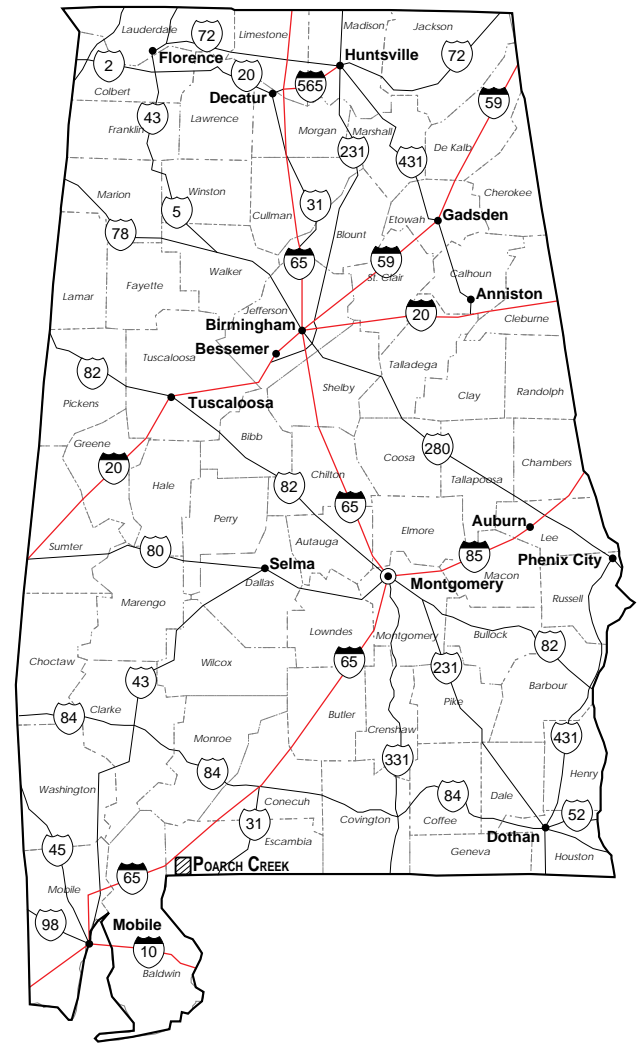 Lauderdale
72
Limestone
Madison
Jackson
Florence
Huntsville
72
2
20
565
Colbert
Decatur
59
43
Lawrence
Franklin
Morgan
Marshall
231
431
De Kalb
Marion
Winston
Cherokee
5
31
Cullman
Etowah
Gadsden
78
Blount
65
59
Walker
St. Clair
Calhoun
Fayette
Lamar
Jefferson
Anniston
Birmingham
20
Cleburne
Bessemer
Tuscaloosa
82
Talladega
Shelby
Clay
Randolph
Pickens
Tuscaloosa
Greene
Bibb
280
20
Coosa
Chambers
Hale
82
Chilton
Tallapoosa
65
Perry
Auburn
Elmore
Lee
Autauga
Sumter
80
85
Phenix City
Selma
Macon
Dallas
Montgomery
Marengo
Russell
Lowndes
Montgomery
Bullock
82
Choctaw
Wilcox
65
43
231
Barbour
Clarke
84
Butler
Pike
Crenshaw
Monroe
431
331
84
Henry
Washington
Conecuh
84
Dale
31
Covington
Coffee
52
45
Escambia
Dothan
Geneva
Houston
POARCH CREEK
Mobile
65
98
Mobile
10
Baldwin